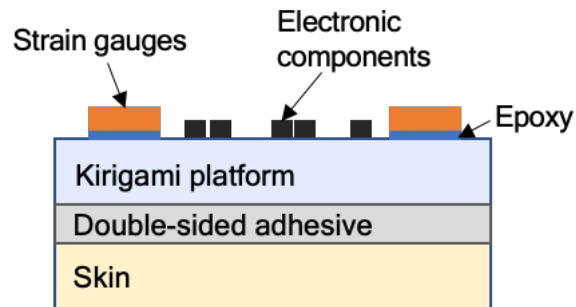 Strain gauges
Electronic
components
Epoxy
Kirigami platform
Double-sided adhesive
Skin